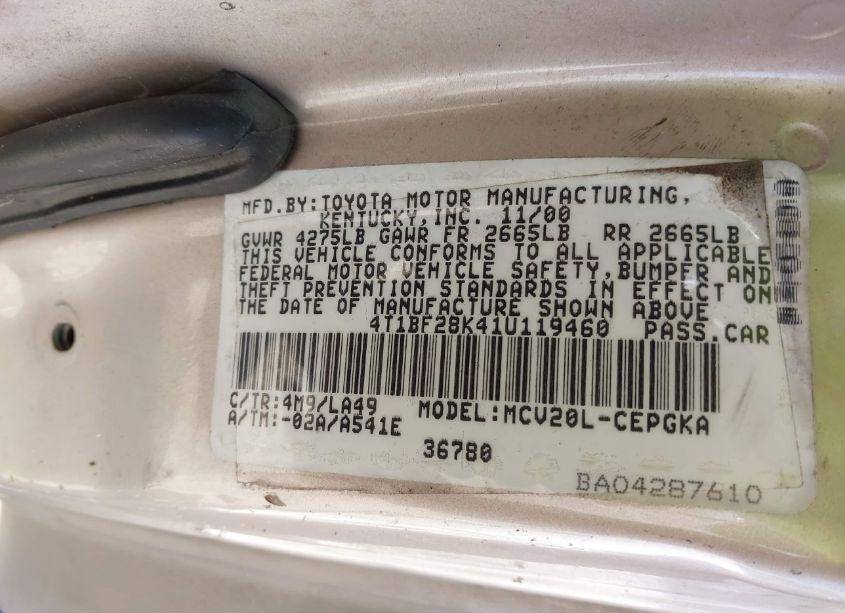 MFD.BY:TOYOTA MOTOR MANUFACTURING,
KENTUCKY,INC. 11/00
GVWR 4275LB GAWR FR 2665LB RR 2665LB
THIS VEHICLE CONFORMS TO ALL APPLICABLE
FEDERAL MOTOR VEHICLE SAFETY,BUMPER AND
THEFT PREVENTION STANDARDS IN EFFECT ON
THE DATE OF MANUFACTURE SHOWN ABOVE
4T1BF28K41U119460 PASS.CAR
C/TR:4M9/LA49 MODEL:MCV20L-CEPGKA
A/TM:-02A/A541E
36780
BA04287610